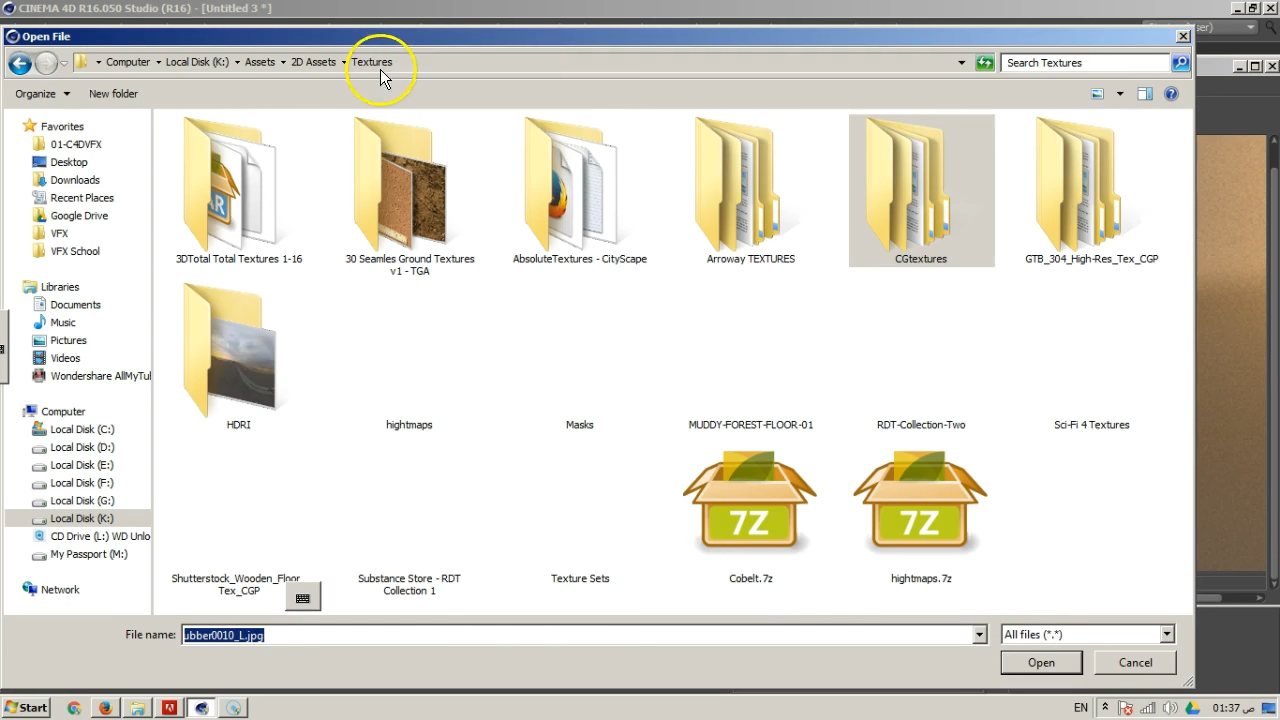 CINEMA 4D R16.050 Studio (R16) - [Untitled 3 *]
Open File
Computer Local Disk (K:) Assets 2D Assets Textures
Search Textures
Organize New folder
Favorites
01-C4DVFX
Desktop
Downloads
Recent Places
Google Drive
VFX
VFX School
Libraries
Documents
Music
Pictures
Videos
Wondershare AllMyTul
Computer
Local Disk (C:)
Local Disk (D:)
Local Disk (E:)
Local Disk (F:)
Local Disk (G:)
Local Disk (K:)
CD Drive (L:) WD Unlo
My Passport (M:)
Network
3DTotal Total Textures 1-16
30 Seamles Ground Textures
v1 - TGA
AbsoluteTextures - CityScape
Arroway TEXTURES
CGtextures
GTB_304_High-Res_Tex_CGP
HDRI
hightmaps
Masks
MUDDY-FOREST-FLOOR-01
RDT-Collection-Two
Sci-Fi 4 Textures
7Z
7Z
Shutterstock_Wooden_Floor
Tex_CGP
Substance Store - RDT
Collection 1
Texture Sets
Cobelt.7z
hightmaps.7z
File name: ubber0010_L.jpg
All files (*.*)
Open Cancel
Start
EN
01:37 ص